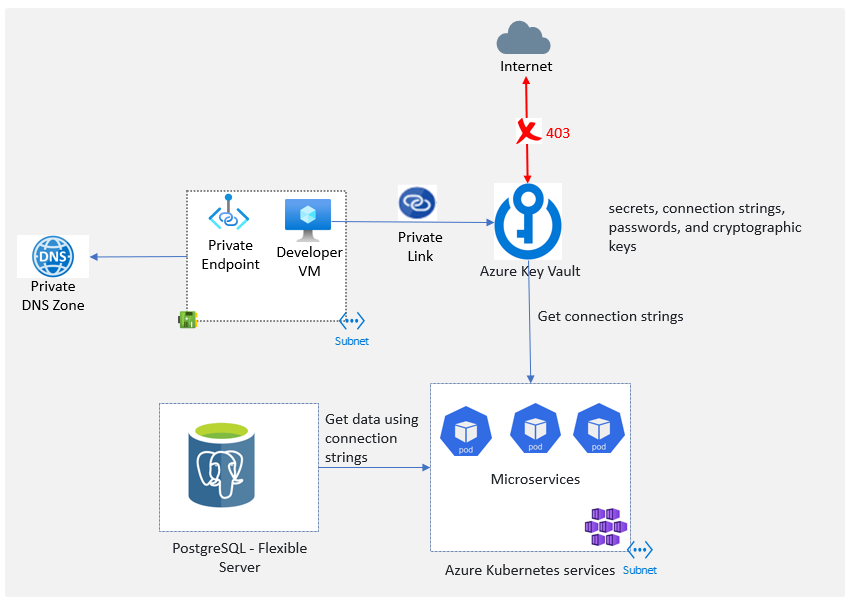 Internet
403
secrets, connection strings,
passwords, and cryptographic
keys
Private
Endpoint
Developer
VM
Private
Link
Azure Key Vault
DNS
Private
DNS Zone
Subnet
Get connection strings
Get data using
connection
strings
pod
pod
pod
Microservices
PostgreSQL - Flexible
Server
Azure Kubernetes services
Subnet